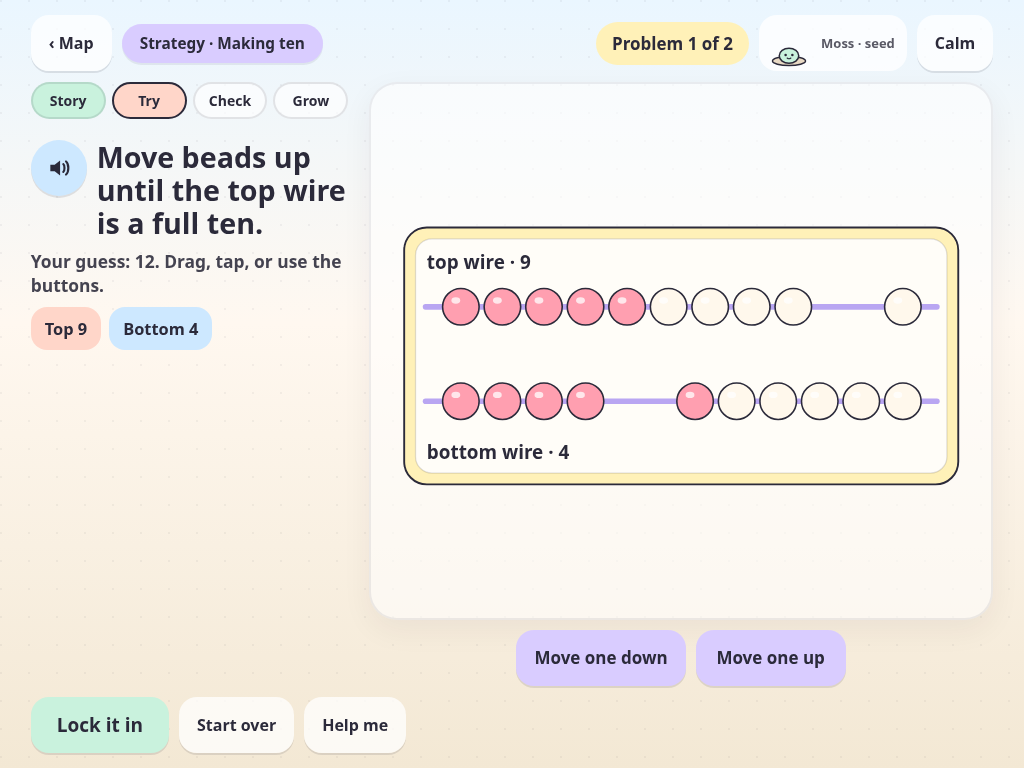 ‹ Map
Strategy · Making ten
Problem 1 of 2
Moss · seed
Calm
Story
Try
Check
Grow
Move beads up
until the top wire
is a full ten.
Your guess: 12. Drag, tap, or use the
buttons.
Top 9
Bottom 4
top wire · 9
bottom wire · 4
Move one down
Move one up
Lock it in
Start over
Help me